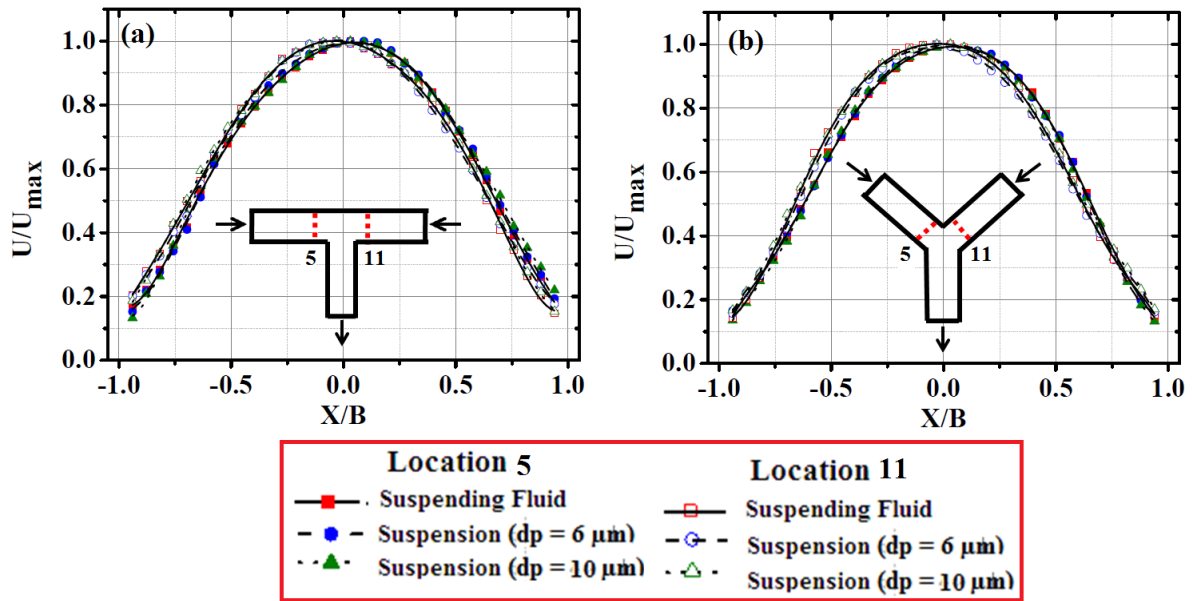 (a)
U/Umax
1.0
0.8
0.6
0.4
0.2
0.0
5 11
-1.0 -0.5 0.0 0.5 1.0
X/B
(b)
U/Umax
1.0
0.8
0.6
0.4
0.2
0.0
5 11
-1.0 -0.5 0.0 0.5 1.0
X/B
Location 5
Suspending Fluid
Suspension (dp = 6 µm)
Suspension (dp = 10 µm)
Location 11
Suspending Fluid
Suspension (dp = 6 µm)
Suspension (dp = 10 µm)